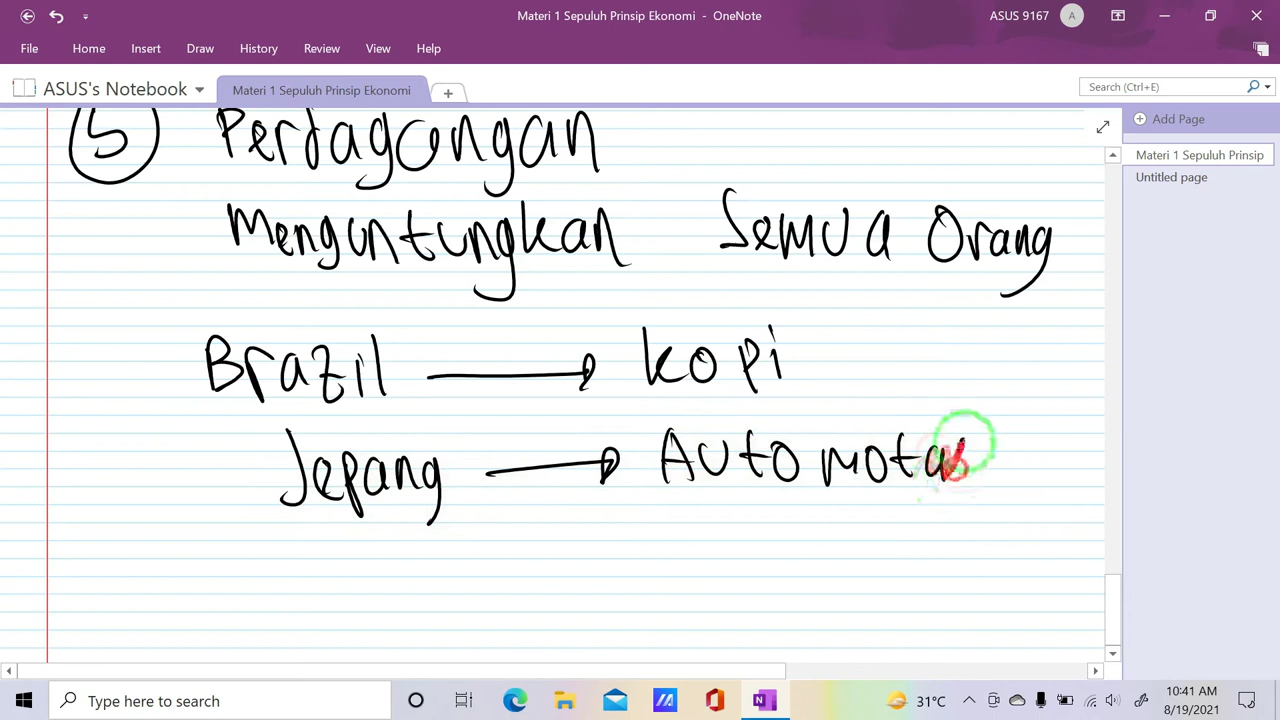 Materi 1 Sepuluh Prinsip Ekonomi - OneNote
ASUS 9167
A
File Home Insert Draw History Review View Help
ASUS's Notebook
Materi 1 Sepuluh Prinsip Ekonomi
Search (Ctrl+E)
Add Page
Materi 1 Sepuluh Prinsip
Untitled page
5 Perdagangan
Menguntungkan Semua Orang
Brazil → kopi
Jepang → Automota
Type here to search
31°C
10:41 AM
8/19/2021